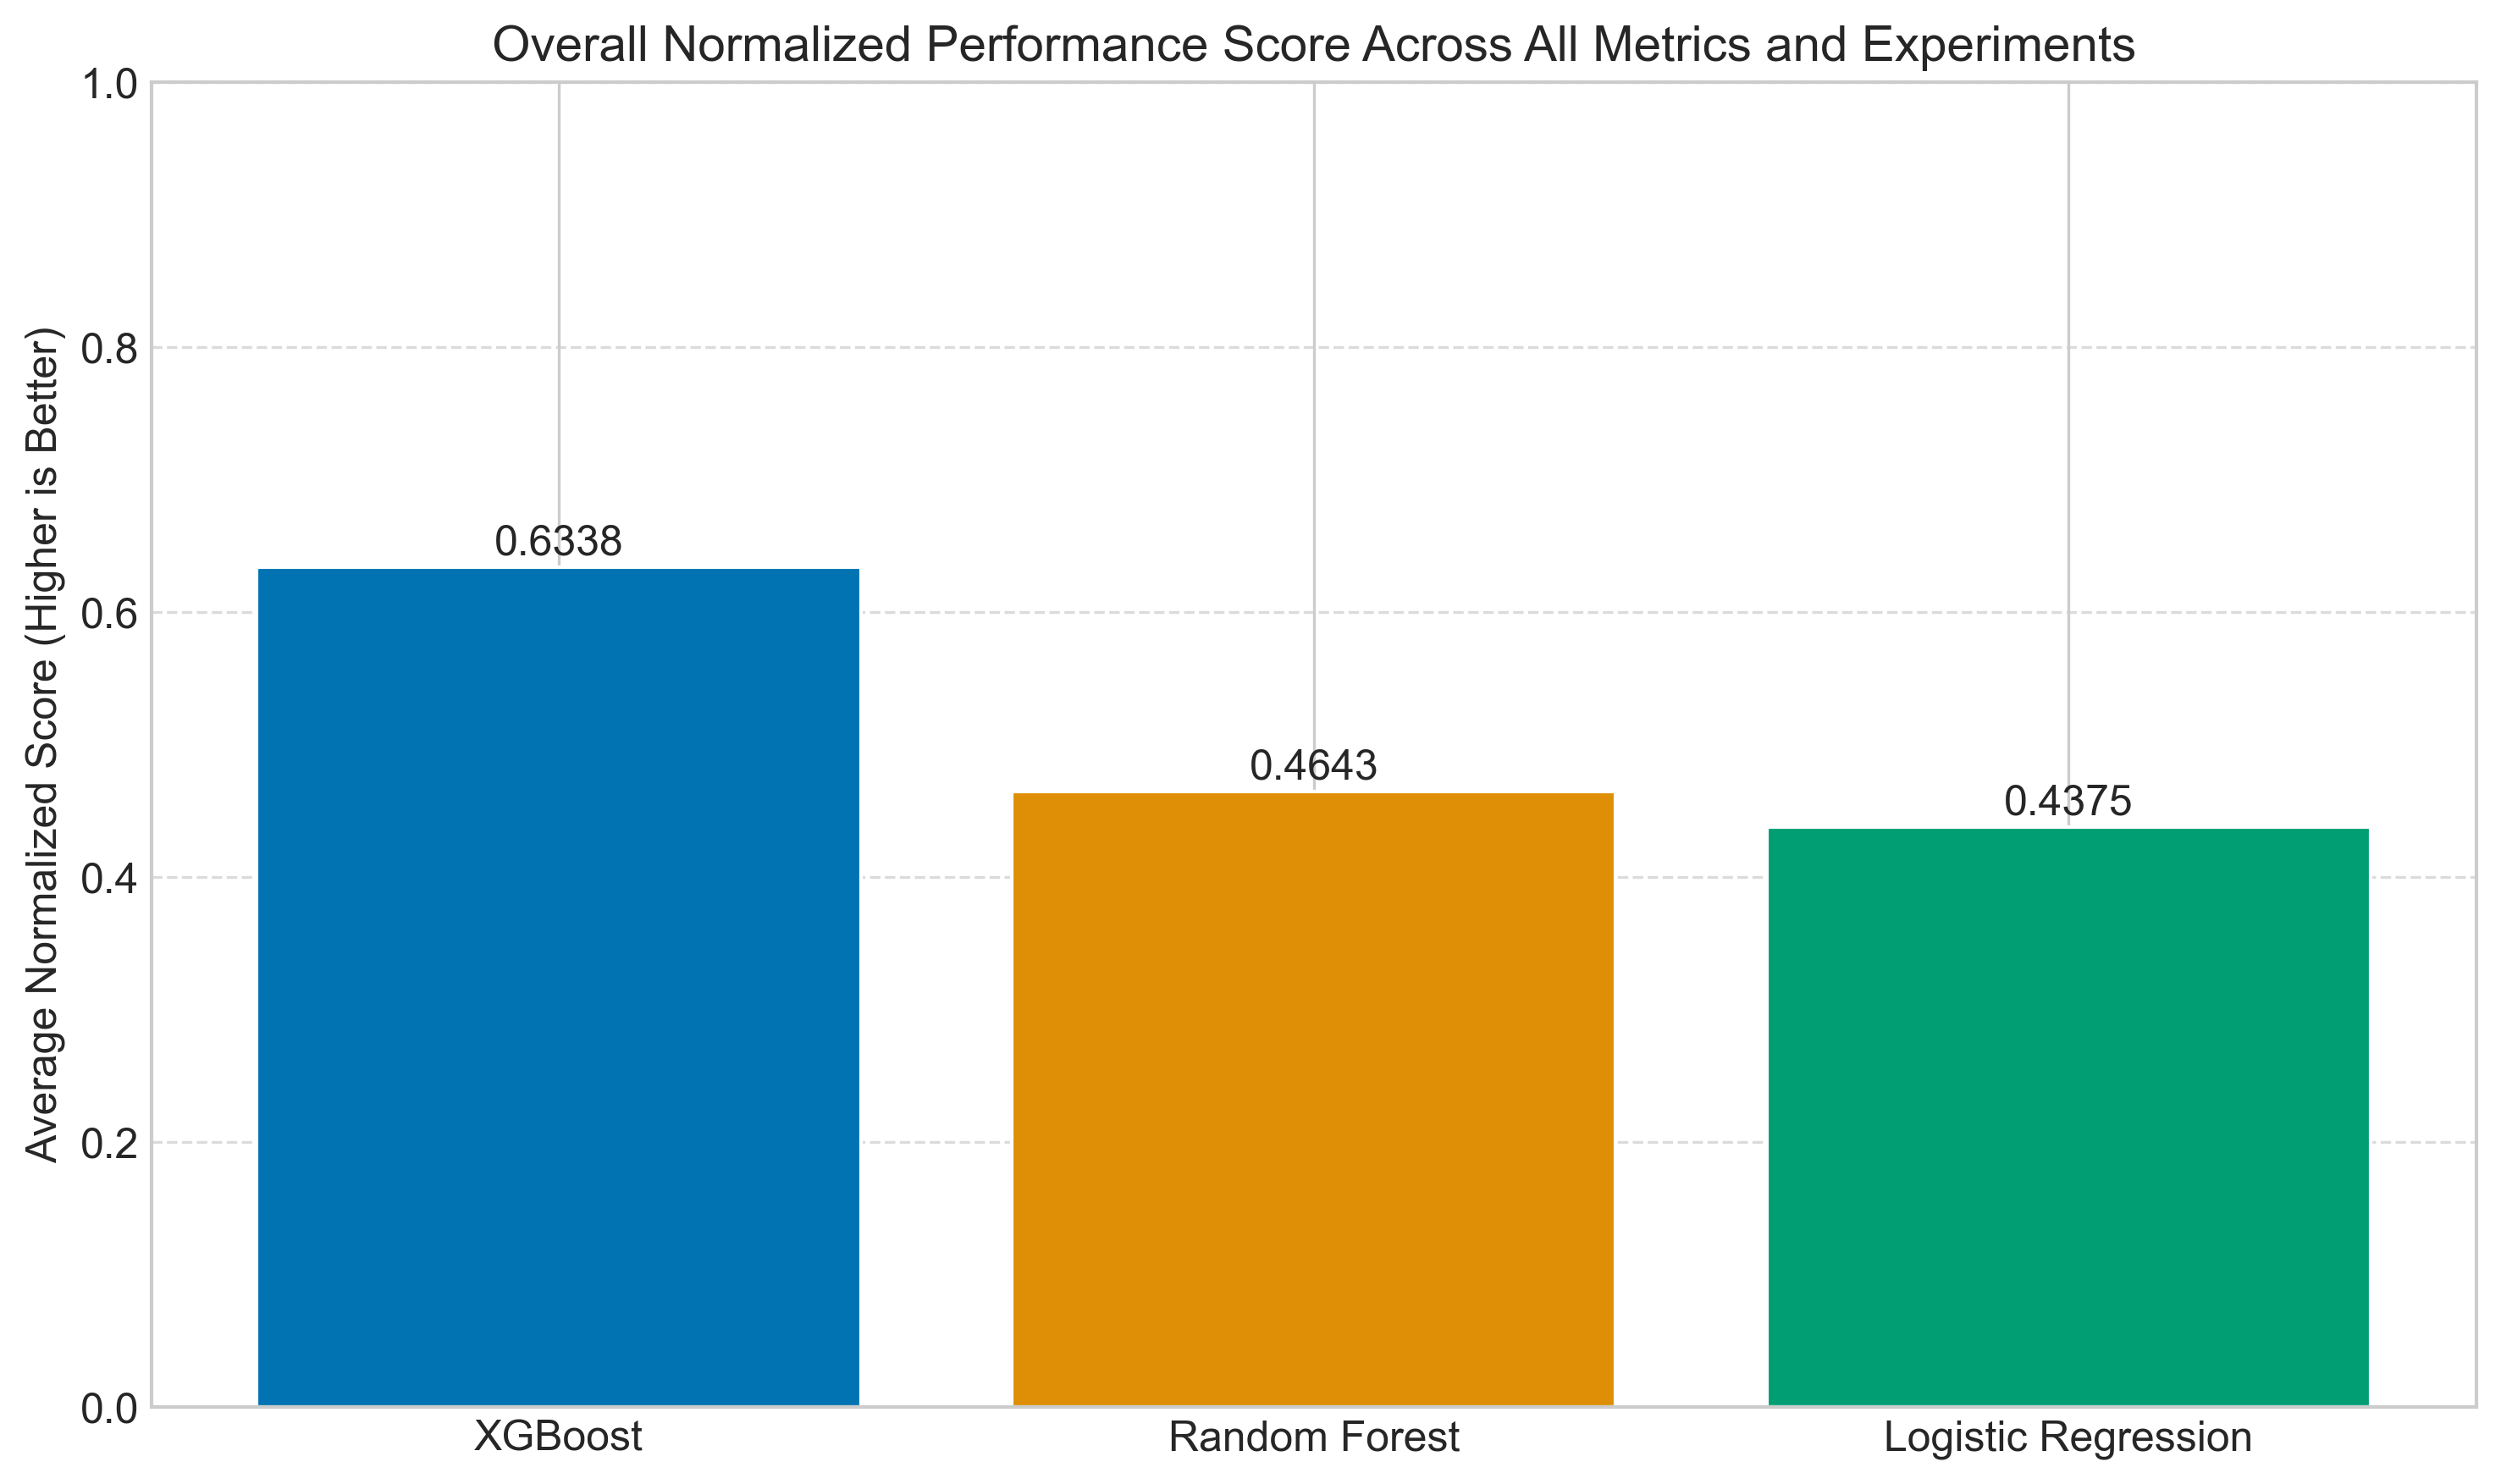 Overall Normalized Performance Score Across All Metrics and Experiments
Average Normalized Score (Higher is Better)
1.0
0.8
0.6
0.4
0.2
0.0
0.6338
0.4643
0.4375
XGBoost
Random Forest
Logistic Regression